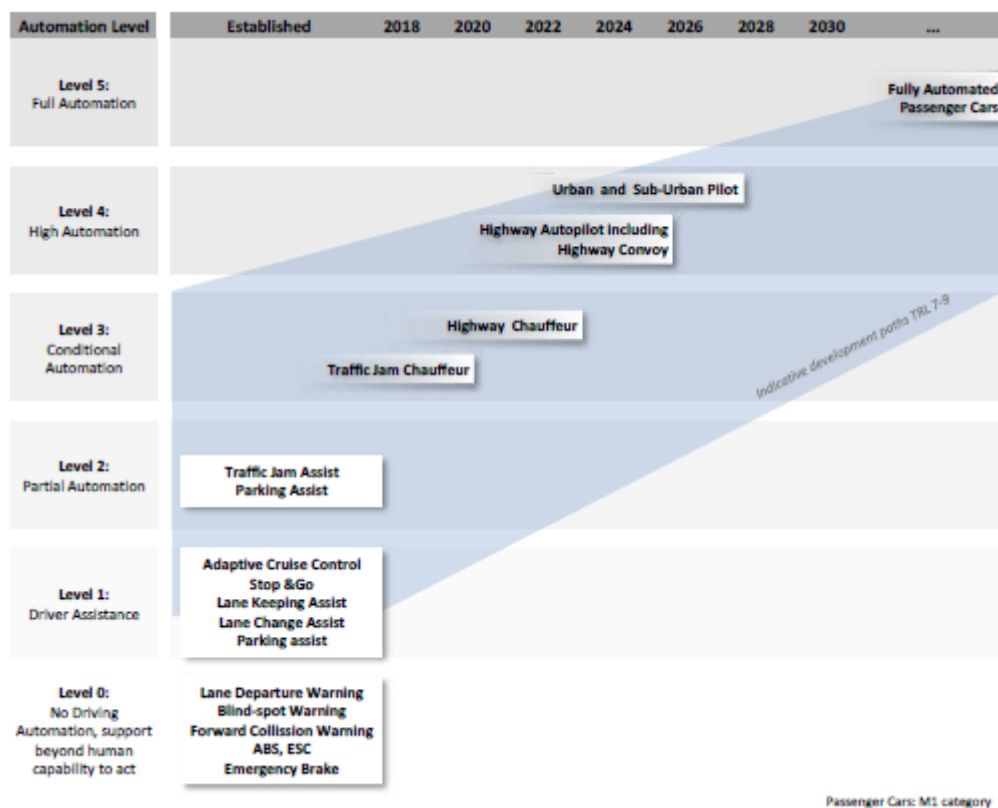 Automation Level Established 2018 2020 2022 2024 2026 2028 2030 ...
Level 5:
Full Automation
Fully Automated
Passenger Cars
Level 4:
High Automation
Urban and Sub-Urban Pilot
Highway Autopilot including
Highway Convoy
Level 3:
Conditional
Automation
Highway Chauffeur
Traffic Jam Chauffeur
Indicative development paths TRL 7-9
Level 2:
Partial Automation
Traffic Jam Assist
Parking Assist
Level 1:
Driver Assistance
Adaptive Cruise Control
Stop &Go
Lane Keeping Assist
Lane Change Assist
Parking assist
Level 0:
No Driving
Automation, support
beyond human
capability to act
Lane Departure Warning
Blind-spot Warning
Forward Collission Warning
ABS, ESC
Emergency Brake
Passenger Cars: M1 category